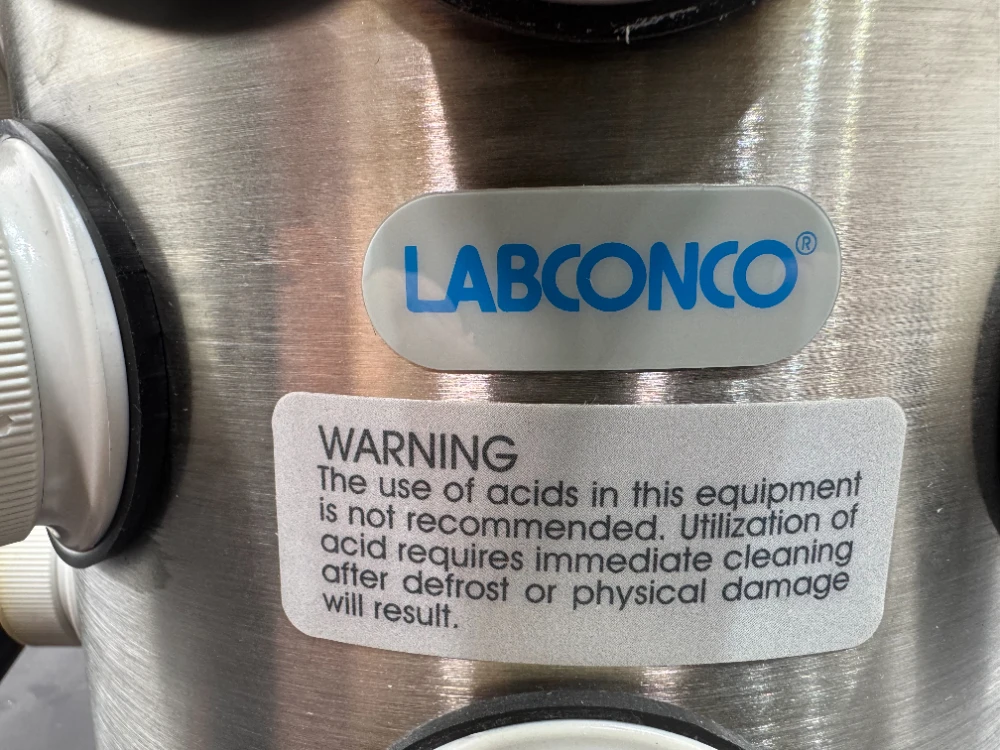 LABCONCO®
WARNING
The use of acids in this equipment
is not recommended. Utilization of
acid requires immediate cleaning
after defrost or physical damage
will result.